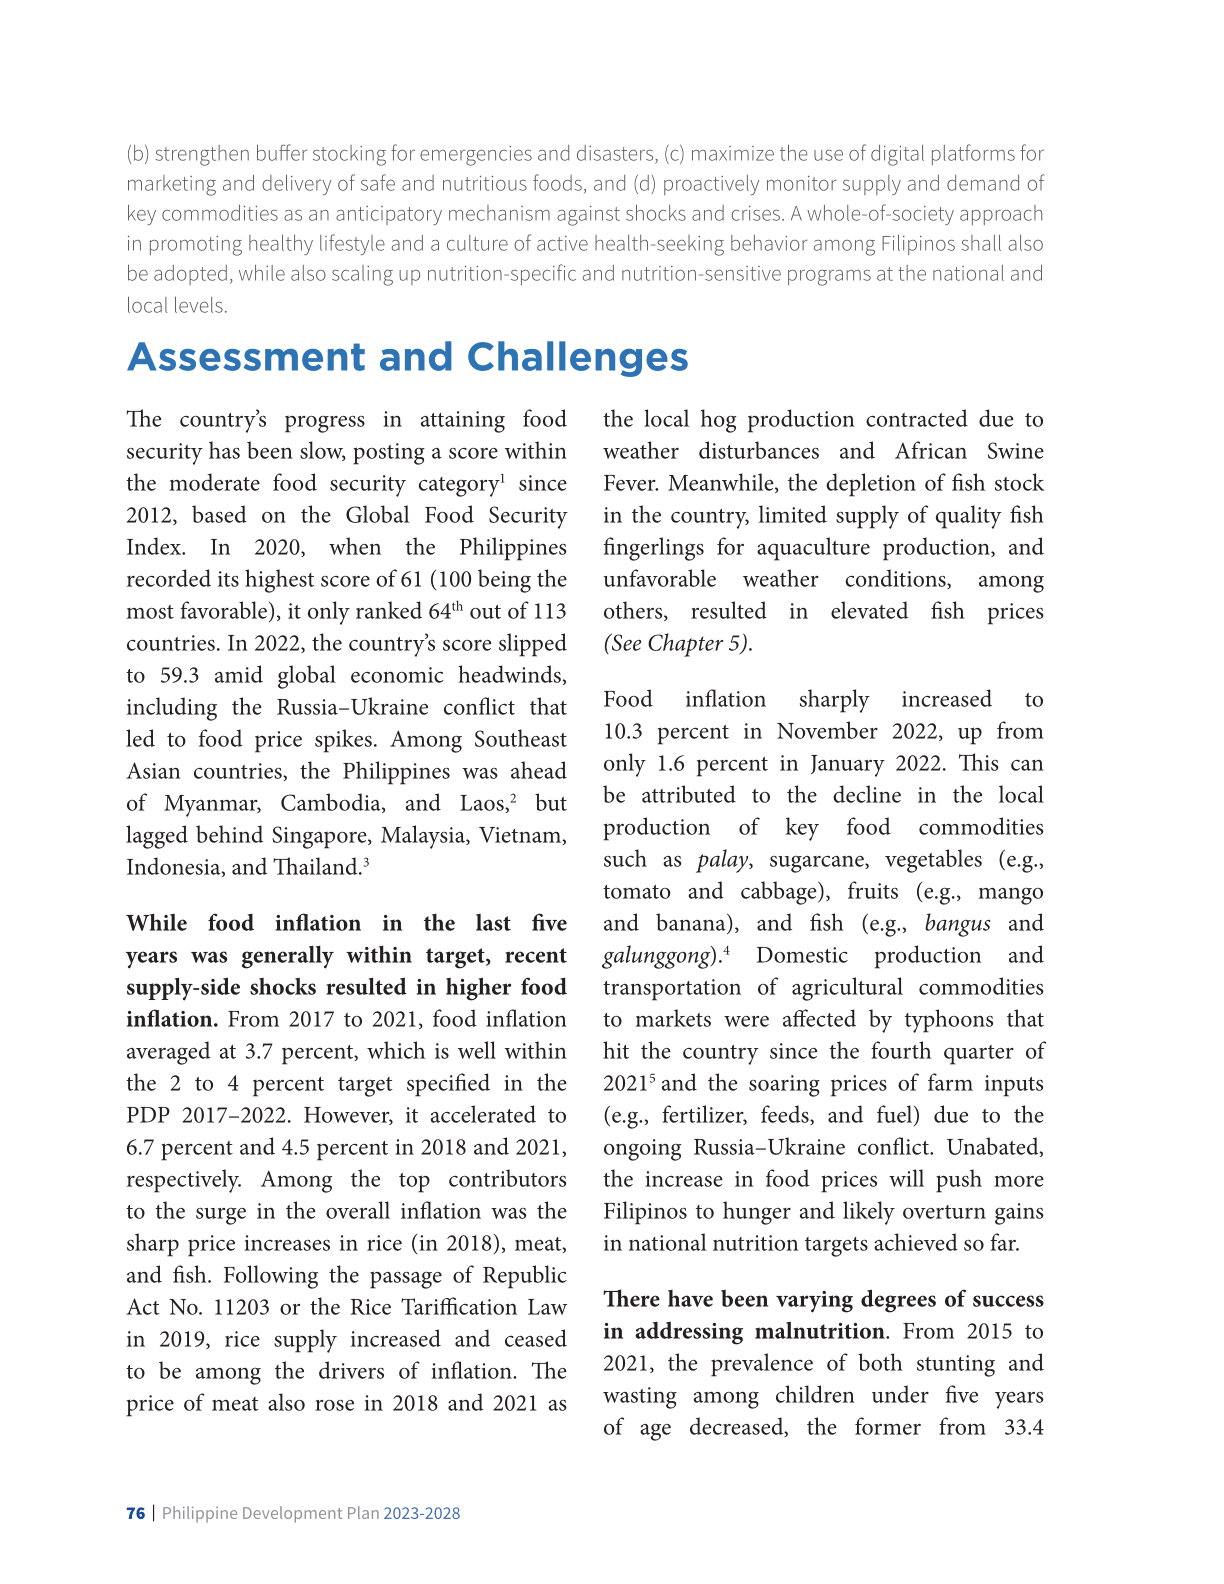 (b) strengthen buffer stocking for emergencies and disasters, (c) maximize the use of digital platforms for
marketing and delivery of safe and nutritious foods, and (d) proactively monitor supply and demand of
key commodities as an anticipatory mechanism against shocks and crises. A whole-of-society approach
in promoting healthy lifestyle and a culture of active health-seeking behavior among Filipinos shall also
be adopted, while also scaling up nutrition-specific and nutrition-sensitive programs at the national and
local levels.
Assessment and Challenges
The country’s progress in attaining food
security has been slow, posting a score within
the moderate food security category¹ since
2012, based on the Global Food Security
Index. In 2020, when the Philippines
recorded its highest score of 61 (100 being the
most favorable), it only ranked 64th out of 113
countries. In 2022, the country’s score slipped
to 59.3 amid global economic headwinds,
including the Russia–Ukraine conflict that
led to food price spikes. Among Southeast
Asian countries, the Philippines was ahead
of Myanmar, Cambodia, and Laos,² but
lagged behind Singapore, Malaysia, Vietnam,
Indonesia, and Thailand.³
While food inflation in the last five
years was generally within target, recent
supply-side shocks resulted in higher food
inflation. From 2017 to 2021, food inflation
averaged at 3.7 percent, which is well within
the 2 to 4 percent target specified in the
PDP 2017–2022. However, it accelerated to
6.7 percent and 4.5 percent in 2018 and 2021,
respectively. Among the top contributors
to the surge in the overall inflation was the
sharp price increases in rice (in 2018), meat,
and fish. Following the passage of Republic
Act No. 11203 or the Rice Tariffication Law
in 2019, rice supply increased and ceased
to be among the drivers of inflation. The
price of meat also rose in 2018 and 2021 as
the local hog production contracted due to
weather disturbances and African Swine
Fever. Meanwhile, the depletion of fish stock
in the country, limited supply of quality fish
fingerlings for aquaculture production, and
unfavorable weather conditions, among
others, resulted in elevated fish prices
(See Chapter 5).
Food inflation sharply increased to
10.3 percent in November 2022, up from
only 1.6 percent in January 2022. This can
be attributed to the decline in the local
production of key food commodities
such as palay, sugarcane, vegetables (e.g.,
tomato and cabbage), fruits (e.g., mango
and banana), and fish (e.g., bangus and
galunggong).⁴ Domestic production and
transportation of agricultural commodities
to markets were affected by typhoons that
hit the country since the fourth quarter of
2021⁵ and the soaring prices of farm inputs
(e.g., fertilizer, feeds, and fuel) due to the
ongoing Russia–Ukraine conflict. Unabated,
the increase in food prices will push more
Filipinos to hunger and likely overturn gains
in national nutrition targets achieved so far.
There have been varying degrees of success
in addressing malnutrition. From 2015 to
2021, the prevalence of both stunting and
wasting among children under five years
of age decreased, the former from 33.4
76 | Philippine Development Plan 2023-2028